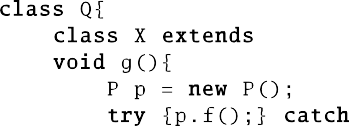 class Q{
    class X extends
    void g(){
        P p = new P();
        try {p.f();} catch